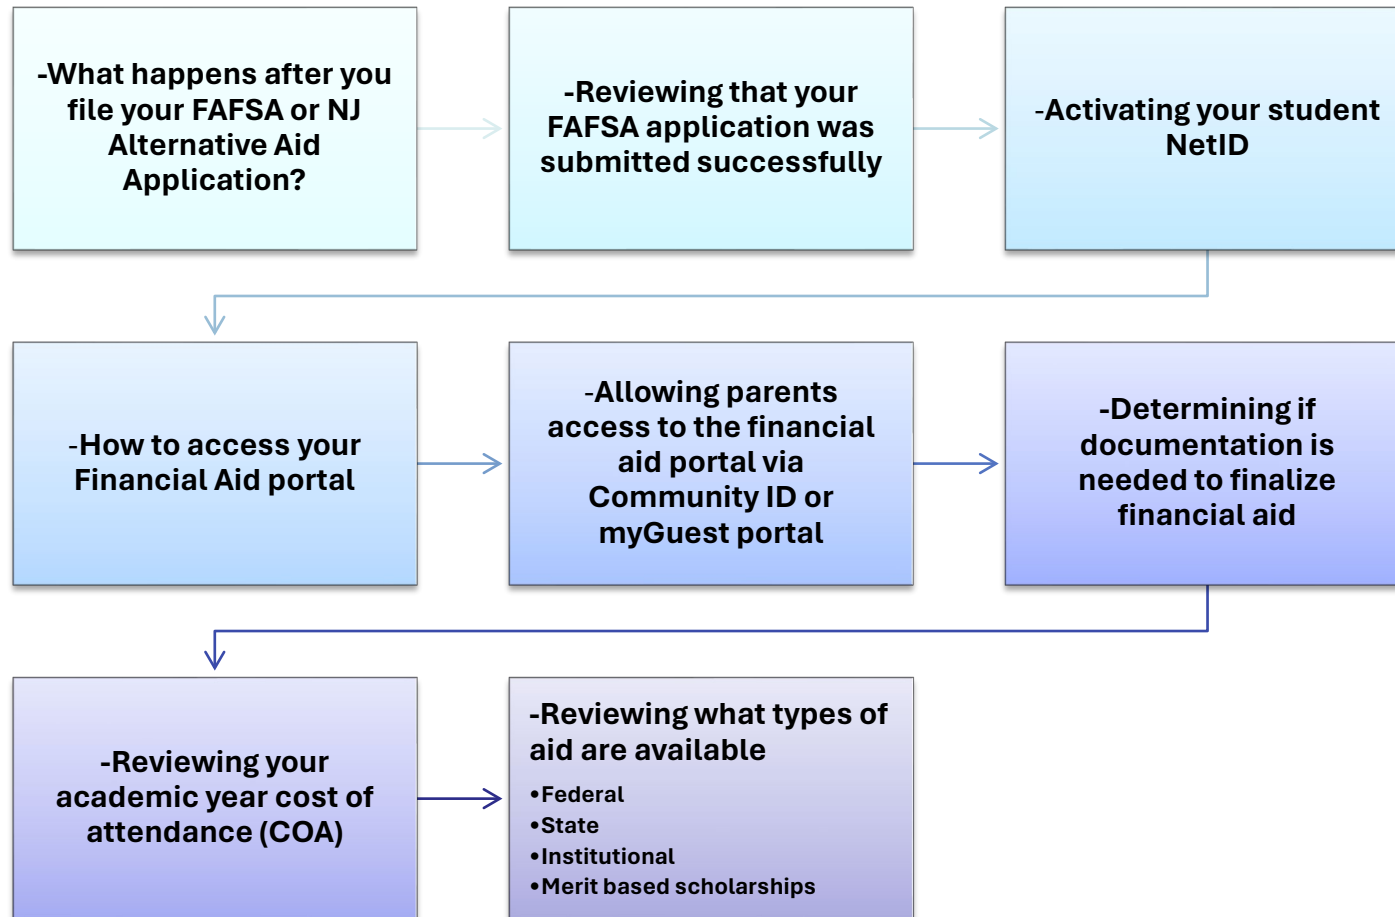 -What happens after you
file your FAFSA or NJ
Alternative Aid
Application?
-Reviewing that your
FAFSA application was
submitted successfully
-Activating your student
NetID
-How to access your
Financial Aid portal
-Allowing parents
access to the financial
aid portal via
Community ID or
myGuest portal
-Determining if
documentation is
needed to finalize
financial aid
-Reviewing your
academic year cost of
attendance (COA)
-Reviewing what types of
aid are available
•Federal
•State
•Institutional
•Merit based scholarships